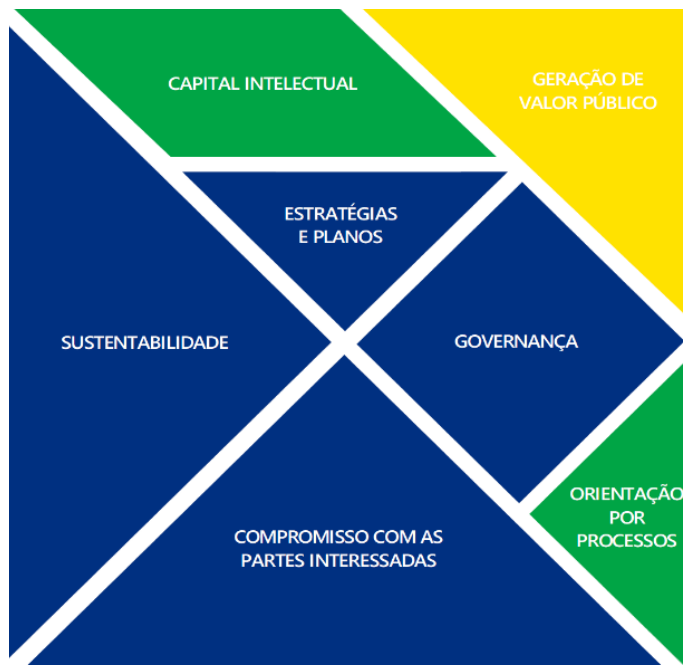 CAPITAL INTELECTUAL
GERAÇÃO DE
VALOR PÚBLICO
ESTRATÉGIAS
E PLANOS
SUSTENTABILIDADE
GOVERNANÇA
ORIENTAÇÃO
POR
PROCESSOS
COMPROMISSO COM AS
PARTES INTERESSADAS